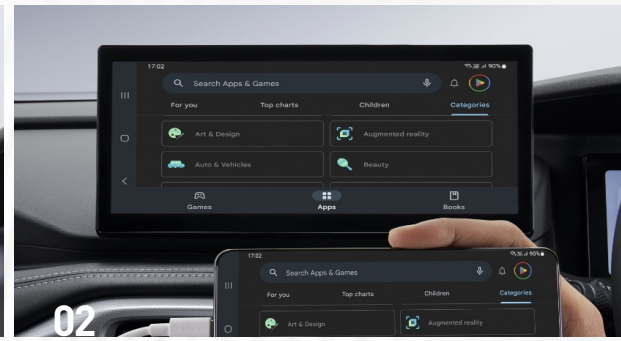 17:02 90%
Search Apps & Games
For you Top charts Children Categories
Art & Design Augmented reality
Auto & Vehicles Beauty
Games Apps Books
17:02 90%
Search Apps & Games
For you Top charts Children Categories
Art & Design Augmented reality
02